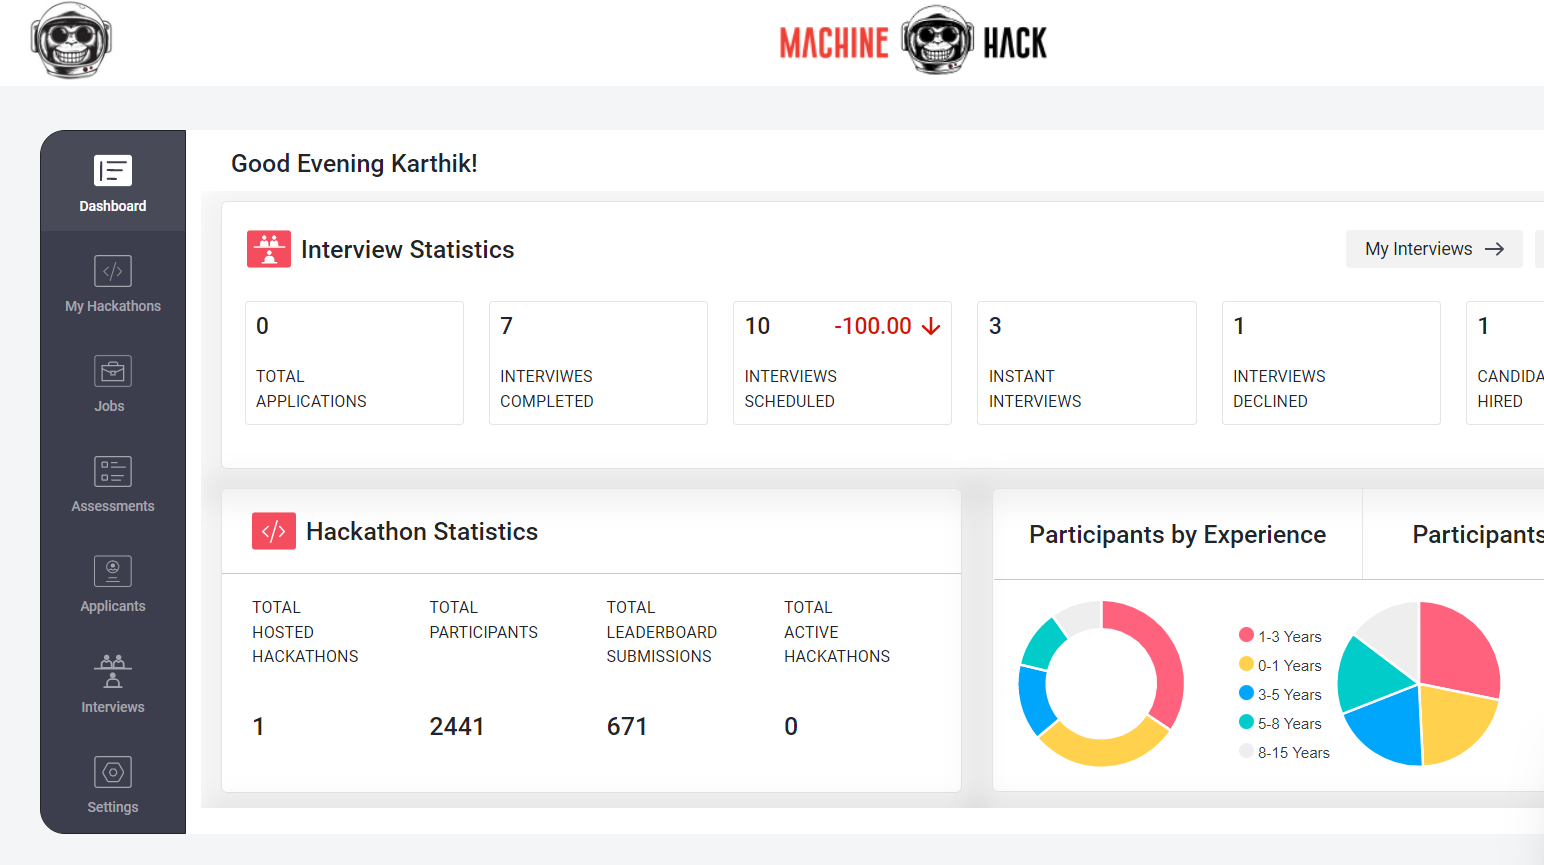 MACHINE HACK
Good Evening Karthik!
Dashboard
My Hackathons
Jobs
Assessments
Applicants
Interviews
Settings
Interview Statistics
My Interviews
0
TOTAL
APPLICATIONS
7
INTERVIWES
COMPLETED
10 -100.00
INTERVIEWS
SCHEDULED
3
INSTANT
INTERVIEWS
1
INTERVIEWS
DECLINED
1
CANDIDA
HIRED
Hackathon Statistics
TOTAL
HOSTED
HACKATHONS
1
TOTAL
PARTICIPANTS
2441
TOTAL
LEADERBOARD
SUBMISSIONS
671
TOTAL
ACTIVE
HACKATHONS
0
Participants by Experience
Participants
1-3 Years
0-1 Years
3-5 Years
5-8 Years
8-15 Years